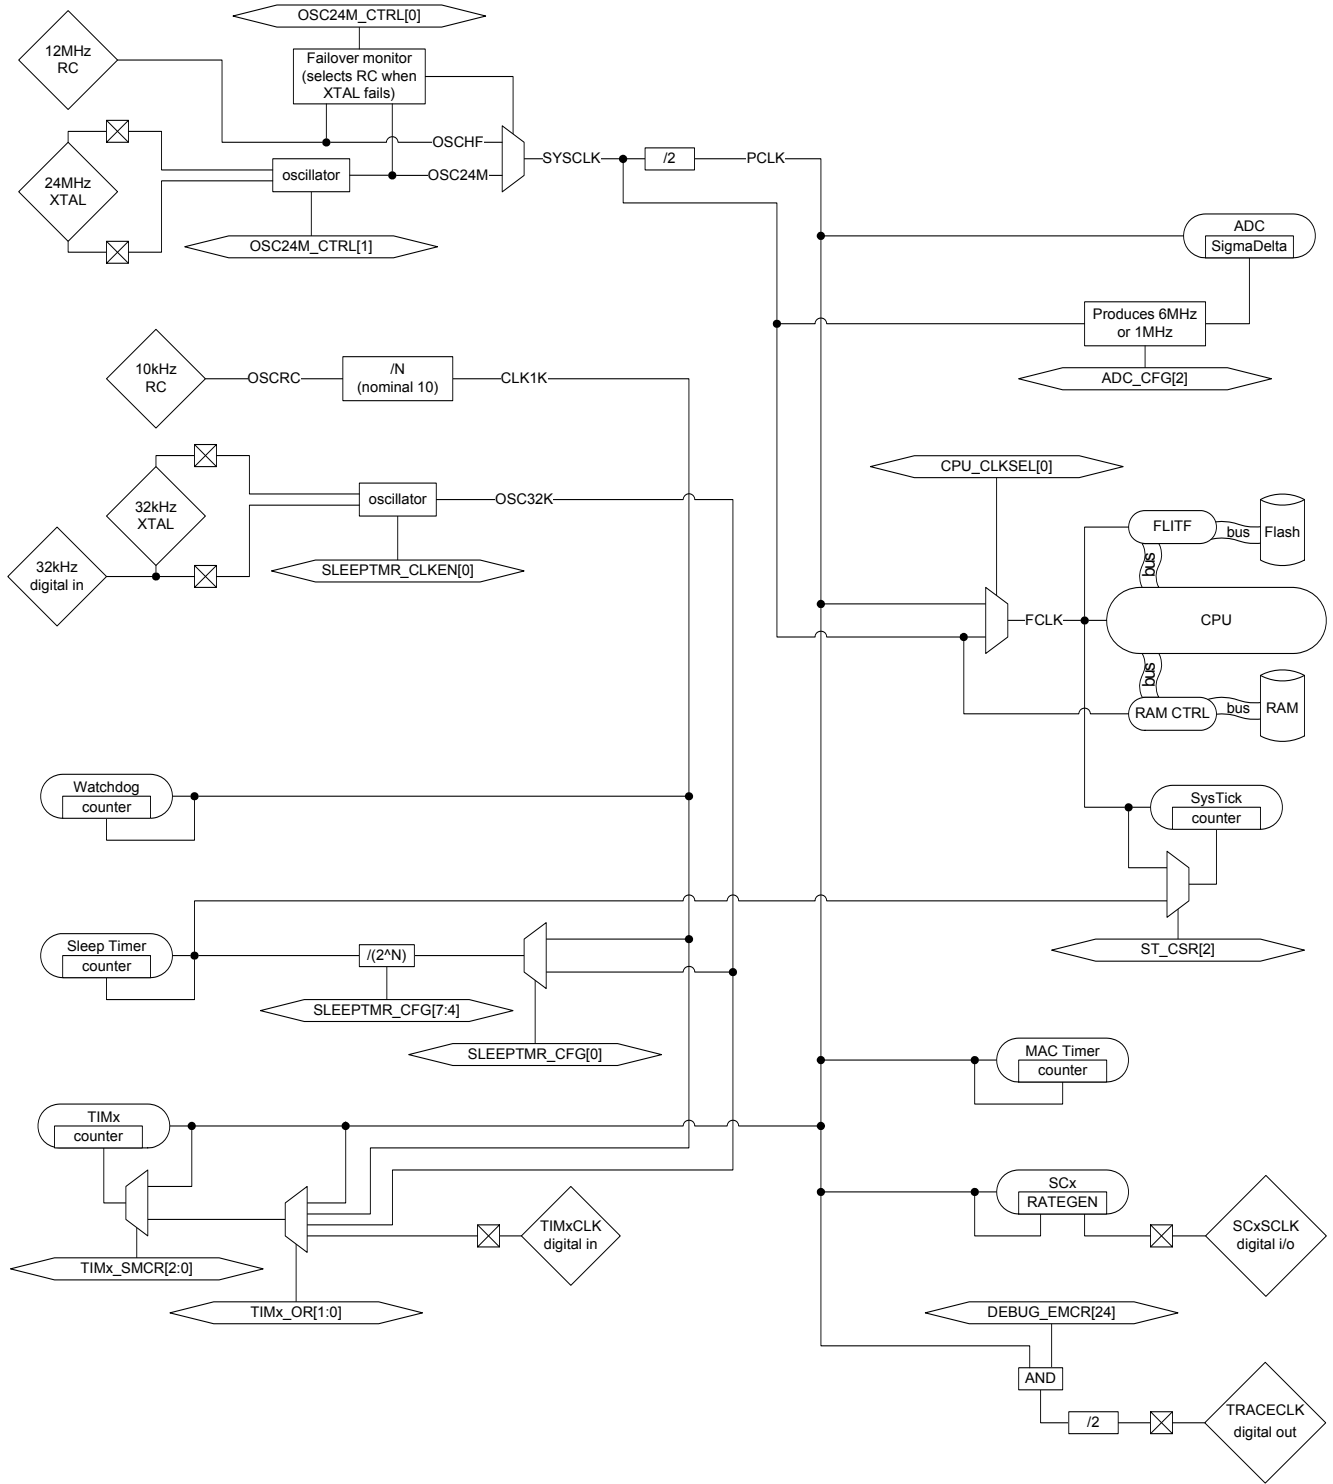 OSC24M_CTRL[0]
12MHz
RC
Failover monitor
(selects RC when
XTAL fails)
OSCHF
SYSCLK
/2
PCLK
24MHz
XTAL
oscillator
OSC24M
OSC24M_CTRL[1]
ADC
SigmaDelta
Produces 6MHz
or 1MHz
ADC_CFG[2]
10kHz
RC
OSCRC
/N
(nominal 10)
CLK1K
CPU_CLKSEL[0]
32kHz
XTAL
oscillator
OSC32K
SLEEPTMR_CLKEN[0]
32kHz
digital in
FLITF
bus
Flash
bus
FCLK
CPU
bus
RAM CTRL
bus
RAM
Watchdog
counter
SysTick
counter
ST_CSR[2]
Sleep Timer
counter
/(2^N)
SLEEPTMR_CFG[7:4]
SLEEPTMR_CFG[0]
MAC Timer
counter
TIMx
counter
TIMxCLK
digital in
TIMx_SMCR[2:0]
TIMx_OR[1:0]
SCx
RATEGEN
SCxSCLK
digital i/o
DEBUG_EMCR[24]
AND
/2
TRACECLK
digital out